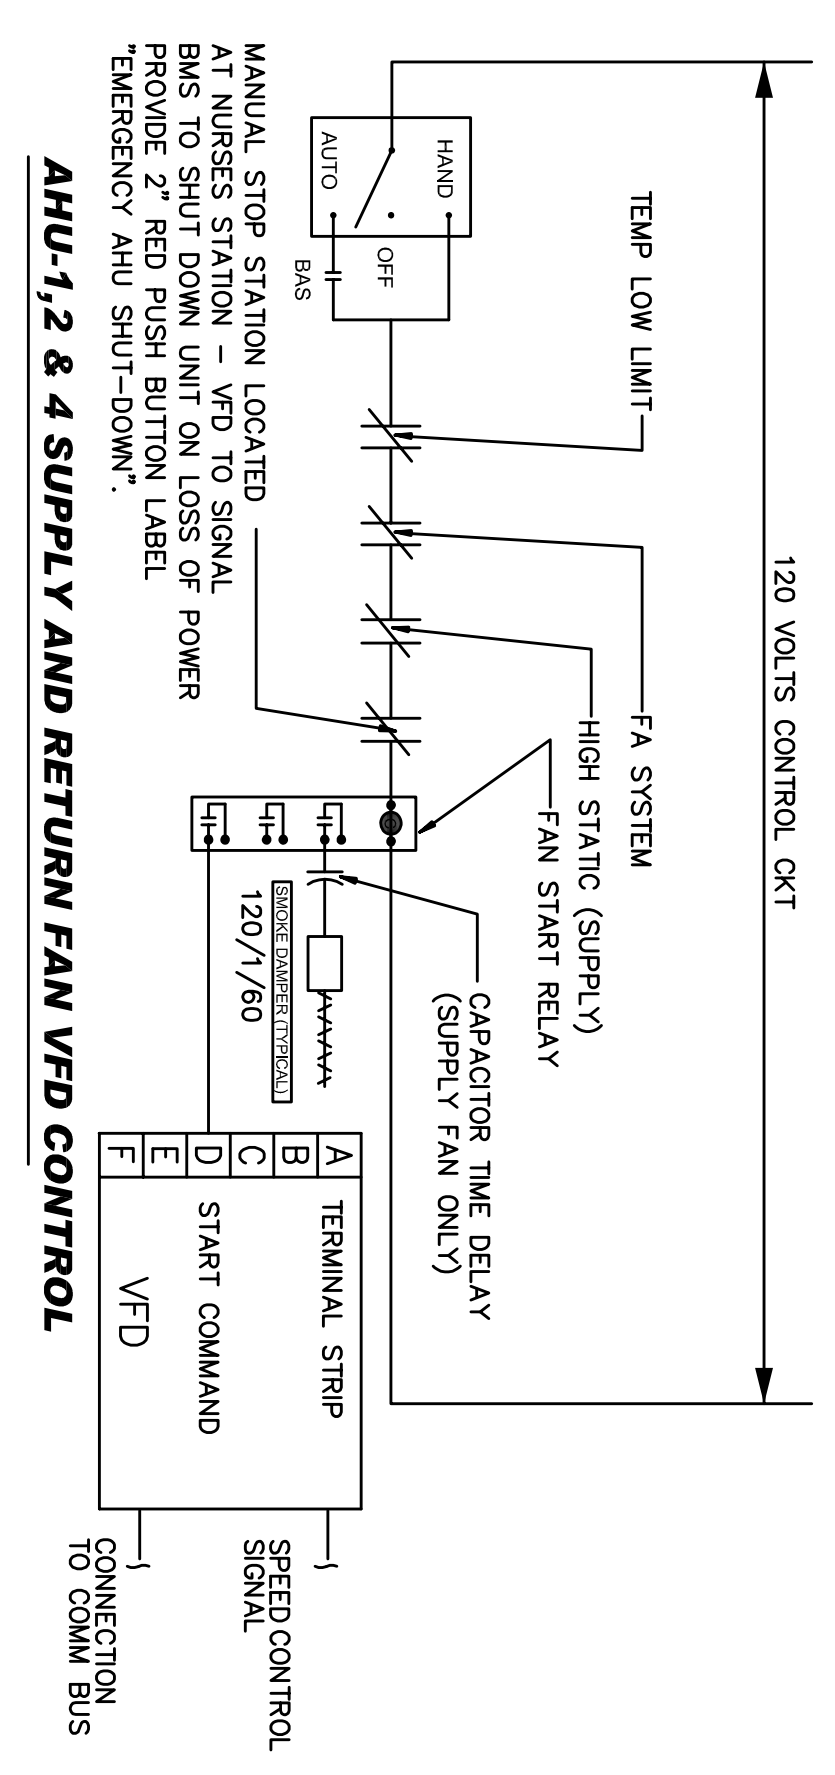 120 VOLTS CONTROL CKT
TEMP LOW LIMIT
FA SYSTEM
HIGH STATIC (SUPPLY)
FAN START RELAY
HAND
OFF
AUTO
BAS
CAPACITOR TIME DELAY
(SUPPLY FAN ONLY)
MANUAL STOP STATION LOCATED
AT NURSES STATION – VFD TO SIGNAL
BMS TO SHUT DOWN UNIT ON LOSS OF POWER
PROVIDE 2" RED PUSH BUTTON LABEL
"EMERGENCY AHU SHUT–DOWN".
SMOKE DAMPER (TYPICAL)
120/1/60
A
B
C
D
E
F
TERMINAL STRIP
START COMMAND
VFD
SPEED CONTROL
SIGNAL
CONNECTION
TO COMM BUS
AHU-1,2 & 4 SUPPLY AND RETURN FAN VFD CONTROL